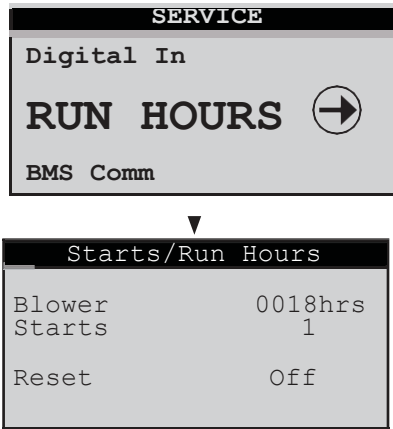 SERVICE
Digital In
RUN HOURS
BMS Comm
Starts/Run Hours
Blower 0018hrs
Starts 1
Reset Off